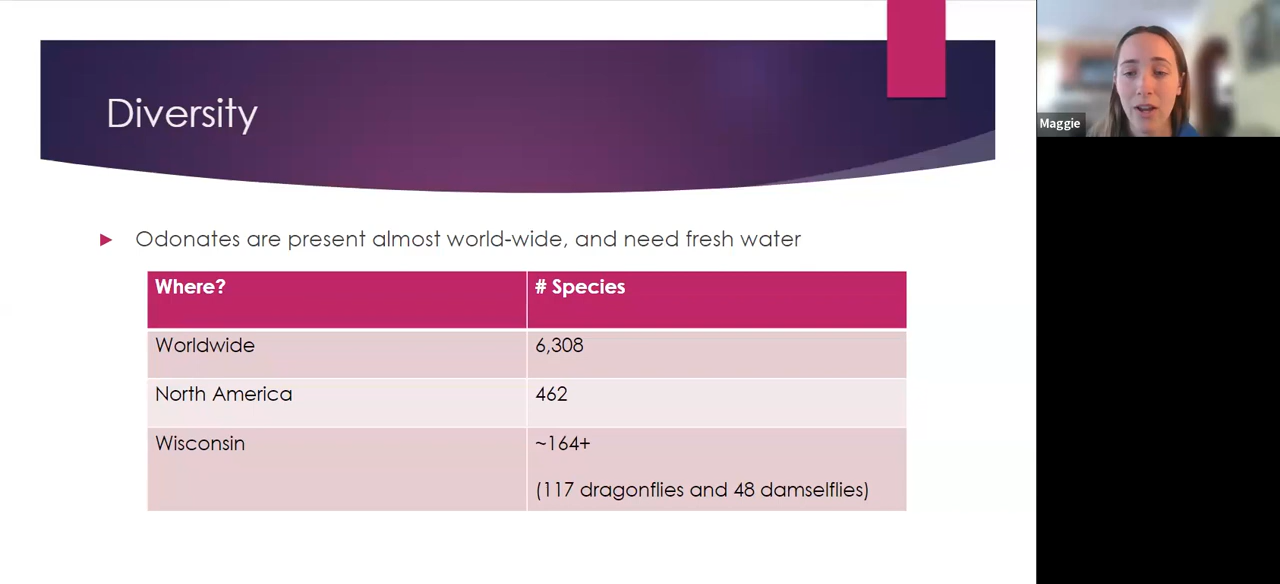 Diversity
Maggie
Odonates are present almost world-wide, and need fresh water
Where? # Species
Worldwide 6,308
North America 462
Wisconsin ~164+
(117 dragonflies and 48 damselflies)